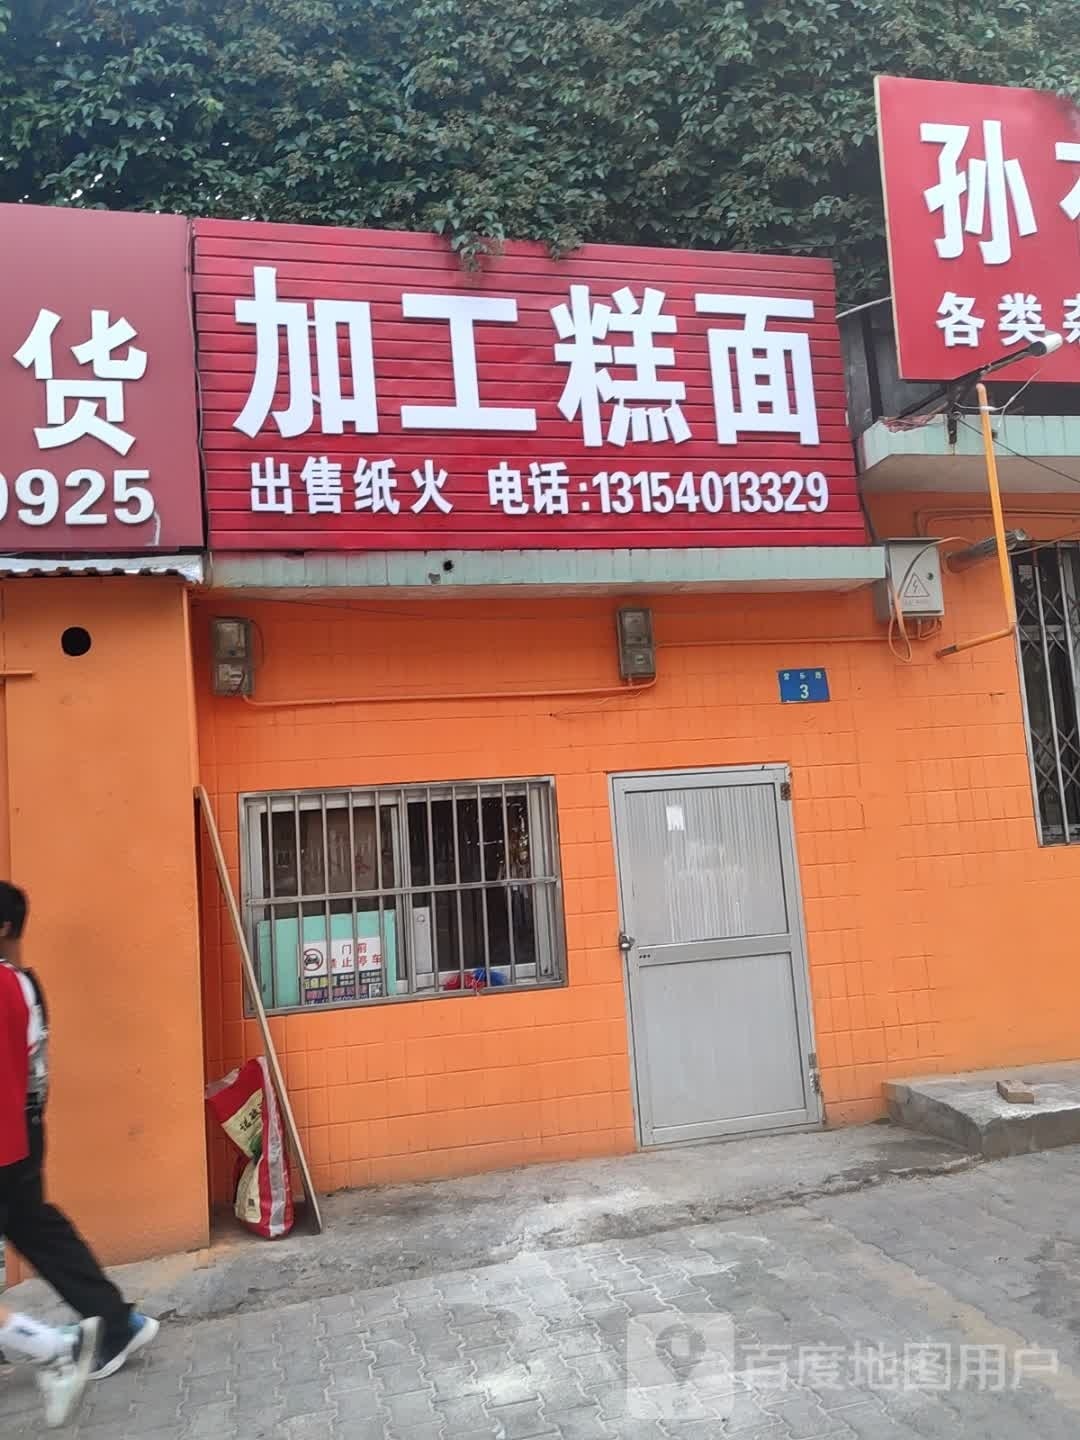 货
0925
加工糕面
出售纸火 电话:13154013329
孙
各类杂
3
门前
禁止停车
百度地图用户